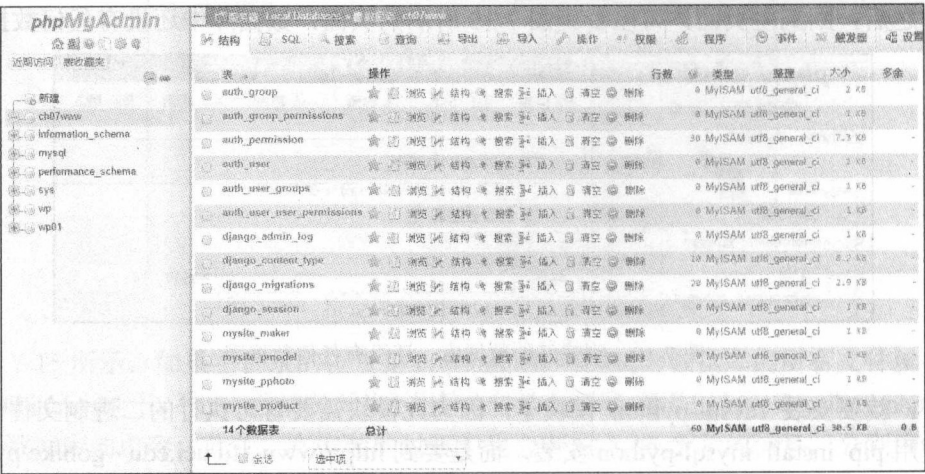 phpMyAdmin
近期访问 表收藏夹
新建
ch07www
information_schema
mysql
performance_schema
sys
wp
wp01
Local Databases » 数据库: ch07www
结构 SQL 搜索 查询 导出 导入 操作 权限 程序 事件 触发器 设置
表 操作 行数 类型 整理 大小 多余
auth_group 浏览 结构 搜索 插入 清空 删除 0 MyISAM utf8_general_ci 1 KB -
auth_group_permissions 浏览 结构 搜索 插入 清空 删除 0 MyISAM utf8_general_ci 1 KB -
auth_permission 浏览 结构 搜索 插入 清空 删除 30 MyISAM utf8_general_ci 7.3 KB -
auth_user 浏览 结构 搜索 插入 清空 删除 0 MyISAM utf8_general_ci 1 KB -
auth_user_groups 浏览 结构 搜索 插入 清空 删除 0 MyISAM utf8_general_ci 1 KB -
auth_user_user_permissions 浏览 结构 搜索 插入 清空 删除 0 MyISAM utf8_general_ci 1 KB -
django_admin_log 浏览 结构 搜索 插入 清空 删除 0 MyISAM utf8_general_ci 1 KB -
django_content_type 浏览 结构 搜索 插入 清空 删除 10 MyISAM utf8_general_ci 8.2 KB -
django_migrations 浏览 结构 搜索 插入 清空 删除 20 MyISAM utf8_general_ci 2.9 KB -
django_session 浏览 结构 搜索 插入 清空 删除 0 MyISAM utf8_general_ci 1 KB -
mysite_maker 浏览 结构 搜索 插入 清空 删除 0 MyISAM utf8_general_ci 1 KB -
mysite_pmodel 浏览 结构 搜索 插入 清空 删除 0 MyISAM utf8_general_ci 1 KB -
mysite_pphoto 浏览 结构 搜索 插入 清空 删除 0 MyISAM utf8_general_ci 1 KB -
mysite_product 浏览 结构 搜索 插入 清空 删除 0 MyISAM utf8_general_ci 1 KB -
14个数据表 总计 60 MyISAM utf8_general_ci 30.5 KB 0 B
全选 选中项: